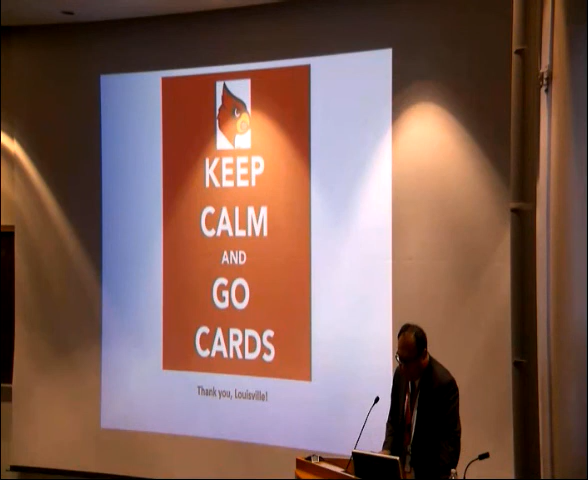 KEEP
CALM
AND
GO
CARDS
Thank you, Louisville!